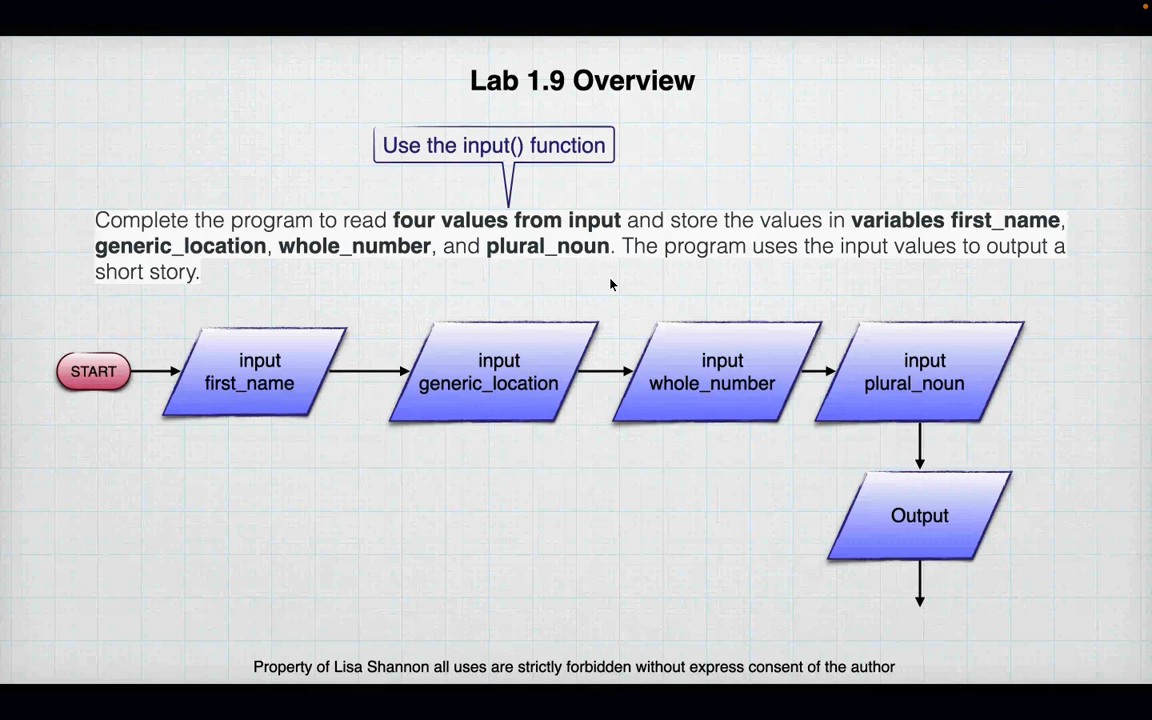 Lab 1.9 Overview
Use the input() function
Complete the program to read four values from input and store the values in variables first_name,
generic_location, whole_number, and plural_noun. The program uses the input values to output a
short story.
START
input
first_name
input
generic_location
input
whole_number
input
plural_noun
Output
Property of Lisa Shannon all uses are strictly forbidden without express consent of the author